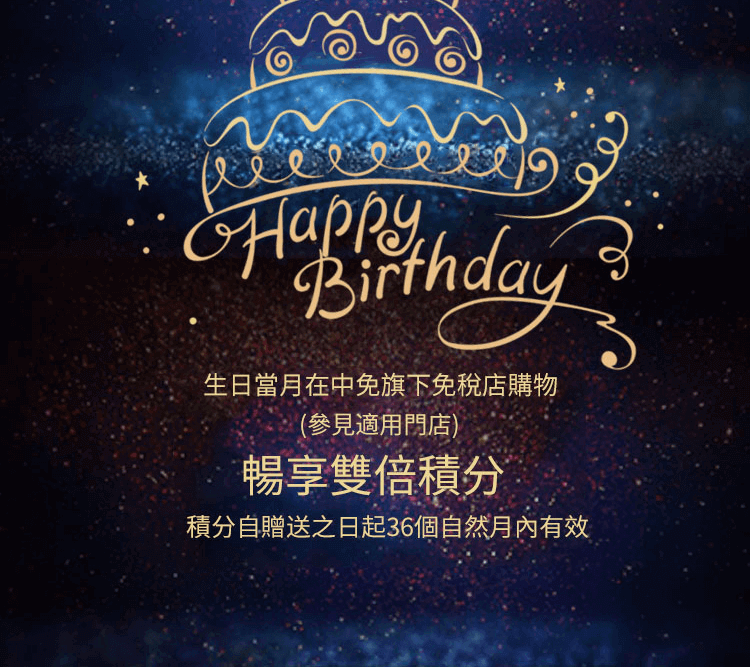 Happy
Birthday
生日當月在中免旗下免稅店購物
(參見適用門店)
暢享雙倍積分
積分自贈送之日起36個自然月內有效